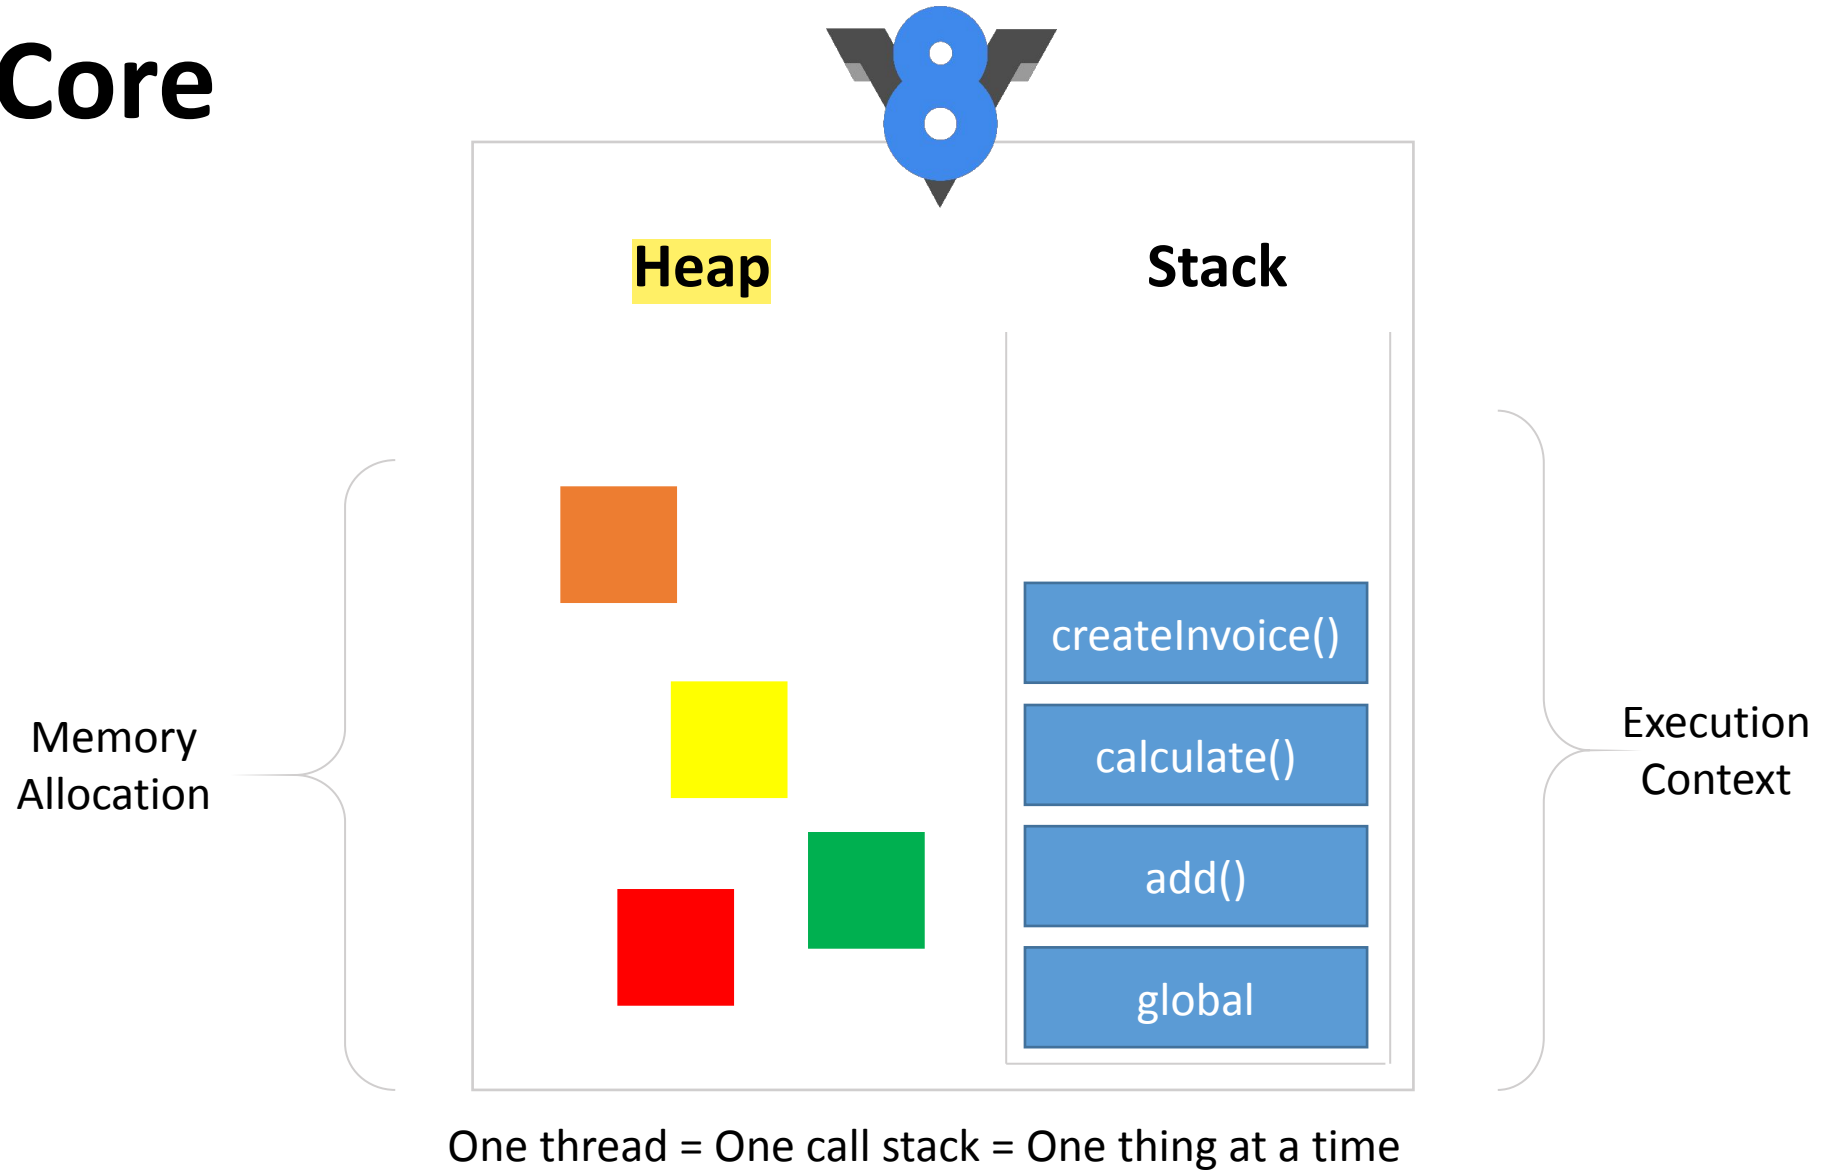 Core
8
Heap
Stack
createInvoice()
calculate()
add()
global
Memory
Allocation
Execution
Context
One thread = One call stack = One thing at a time